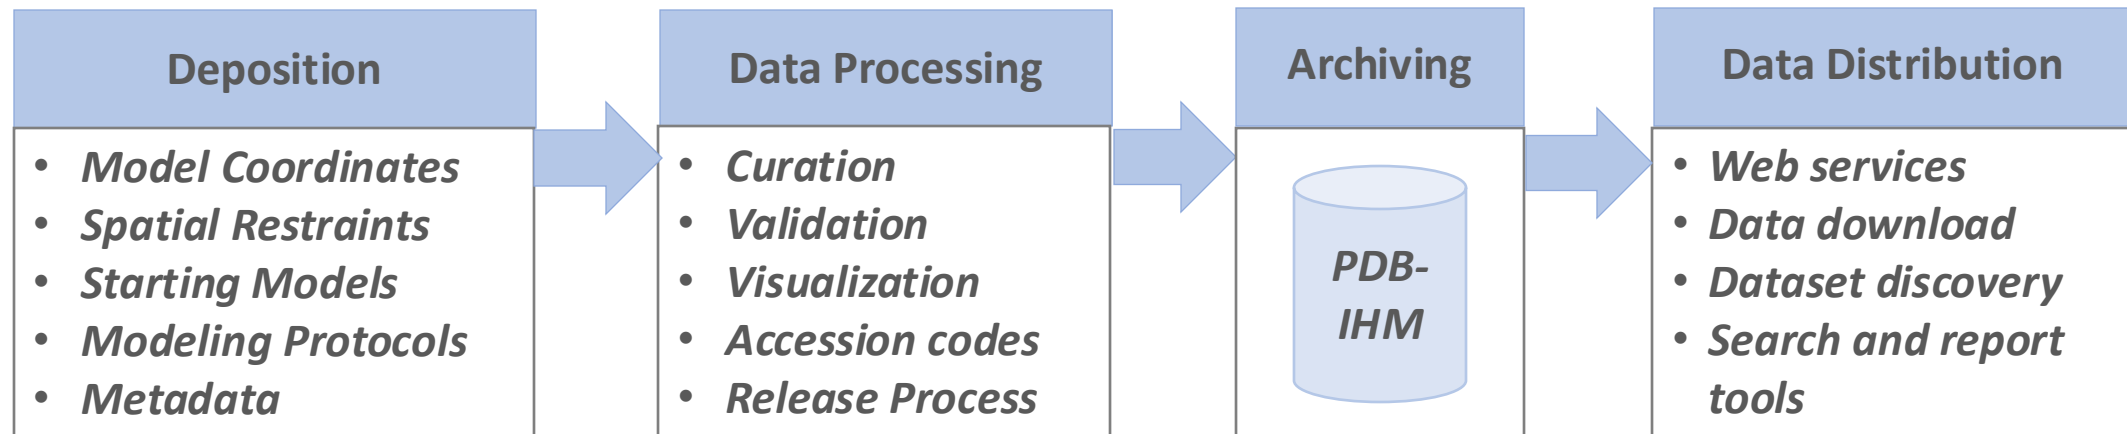 Deposition
• Model Coordinates
• Spatial Restraints
• Starting Models
• Modeling Protocols
• Metadata
Data Processing
• Curation
• Validation
• Visualization
• Accession codes
• Release Process
Archiving
PDB-
IHM
Data Distribution
• Web services
• Data download
• Dataset discovery
• Search and report
tools